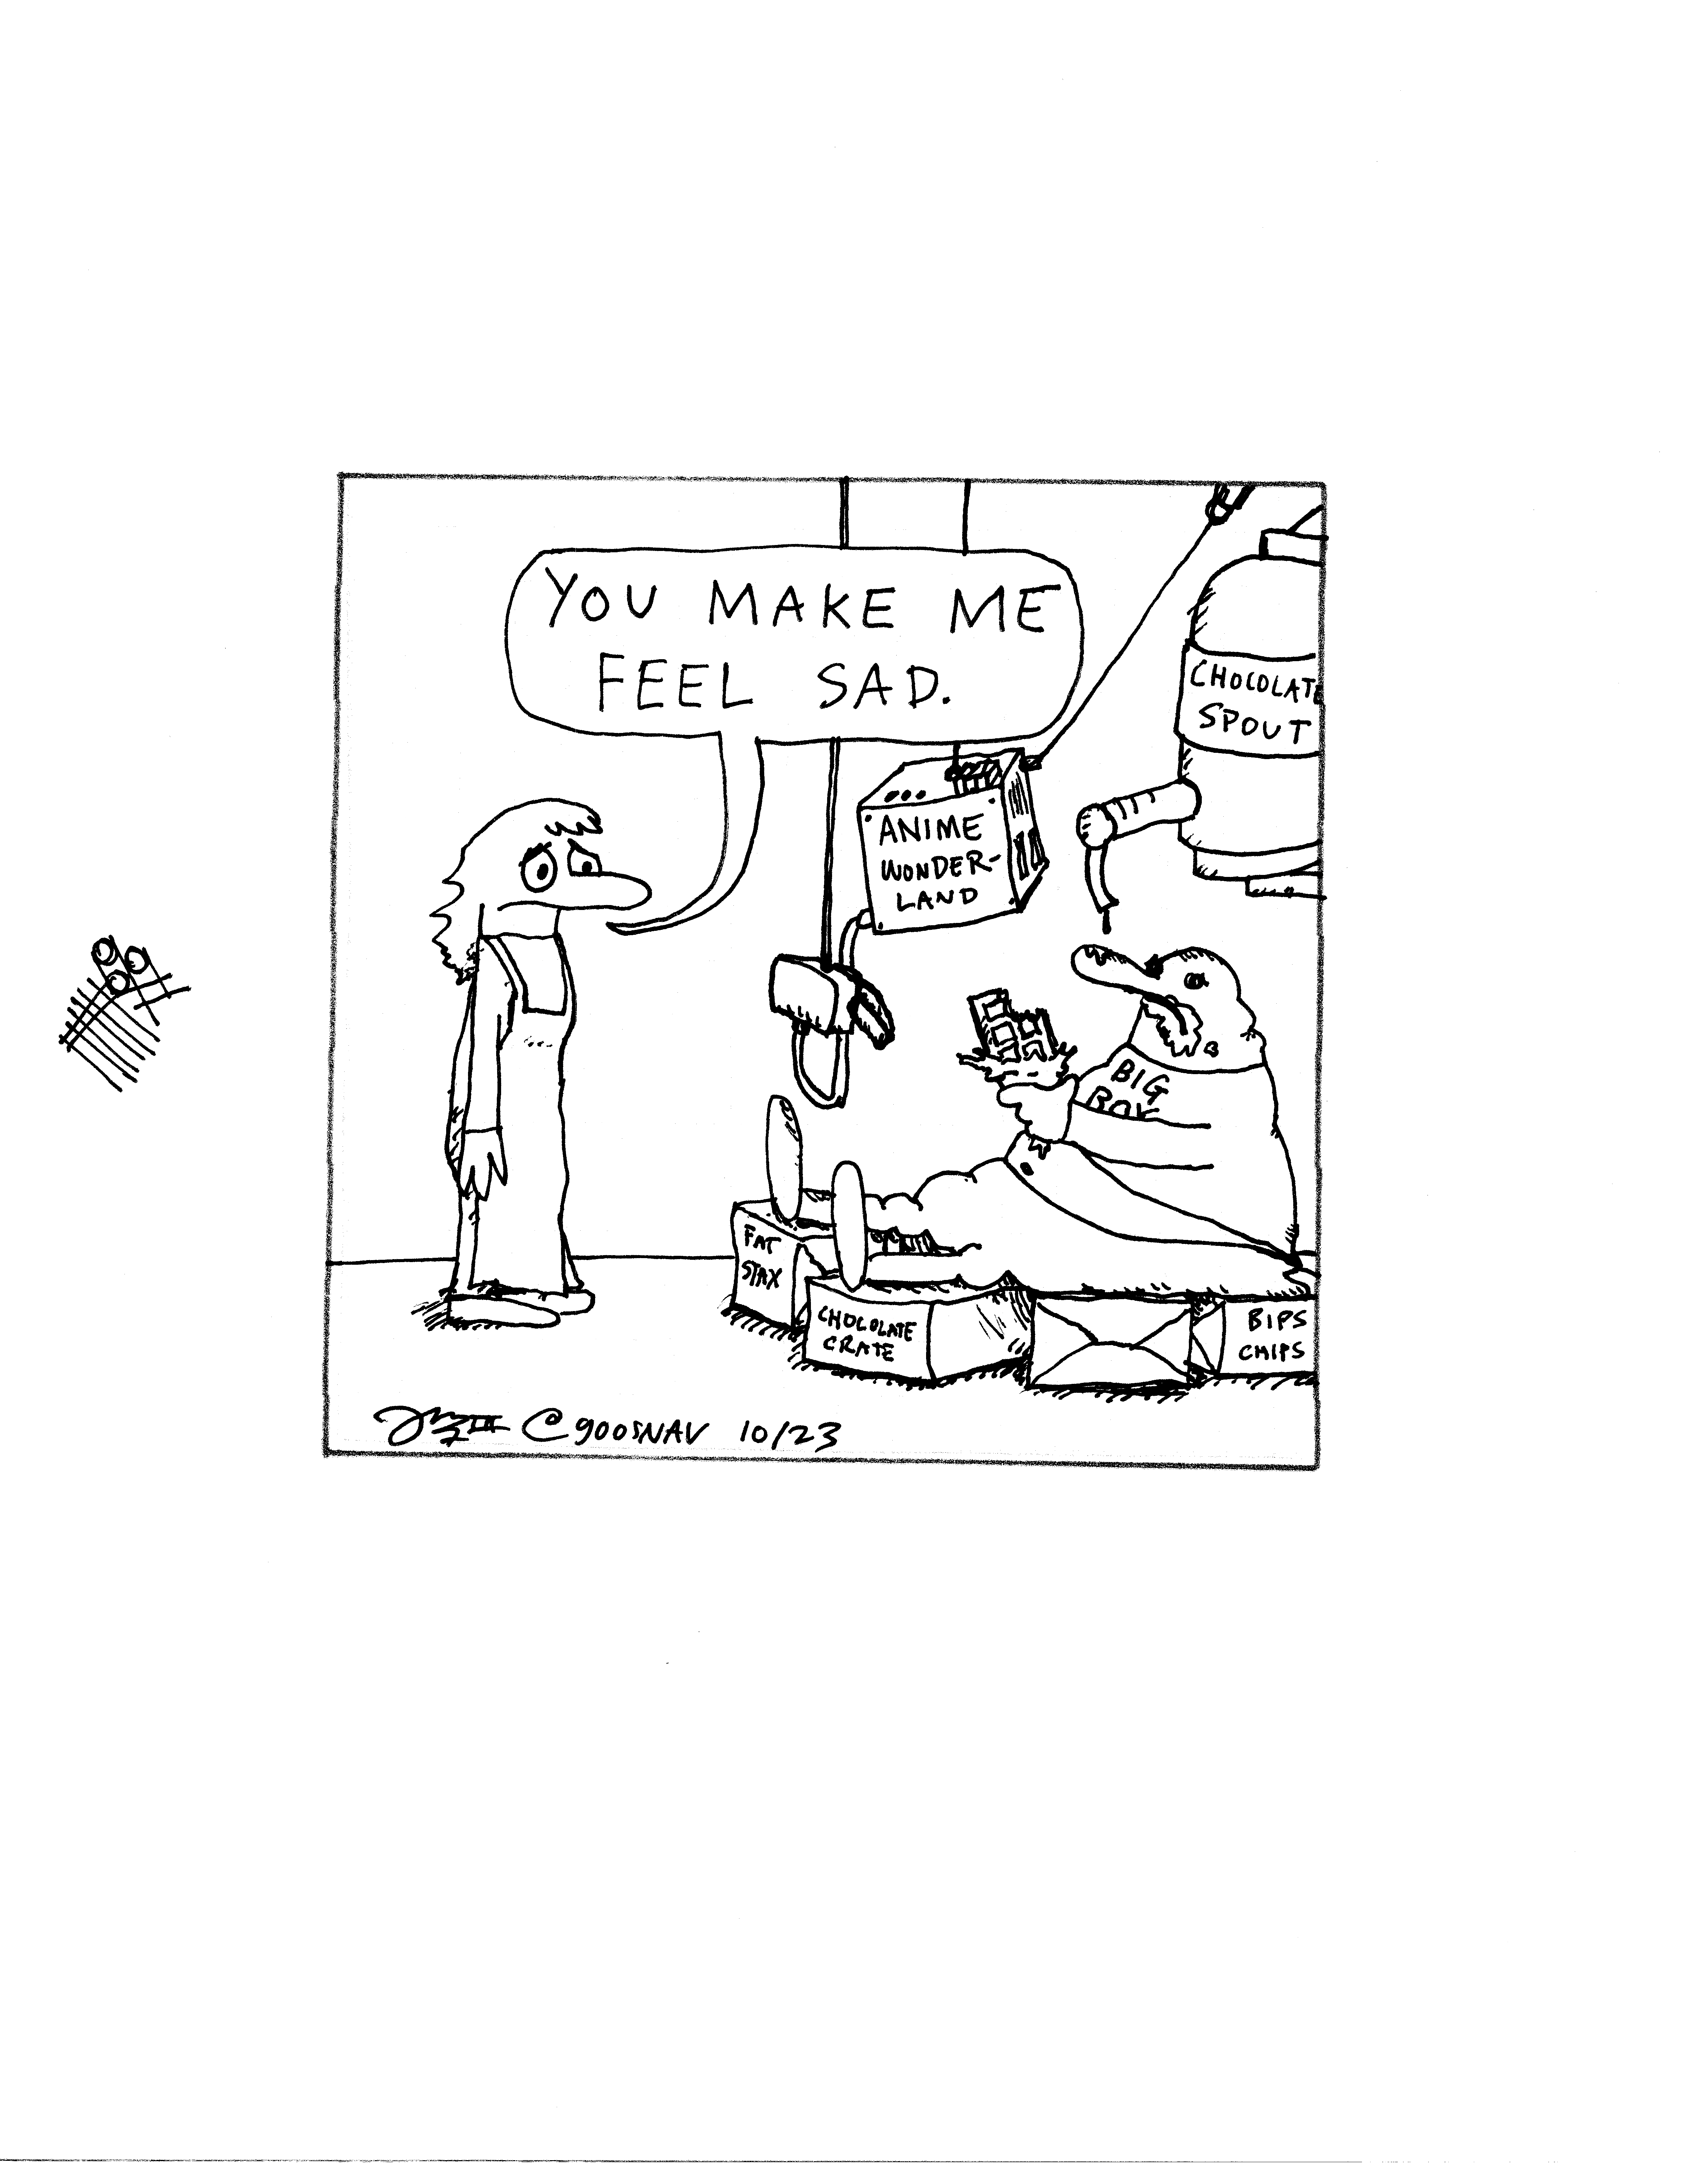 YOU MAKE ME
FEEL SAD.
CHOCOLATE
SPOUT
ANIME
WONDER-
LAND
BIG
BOY
FAT
STAX
CHOCOLATE
CRATE
BIPS
CHIPS
@goosNAV 10/23